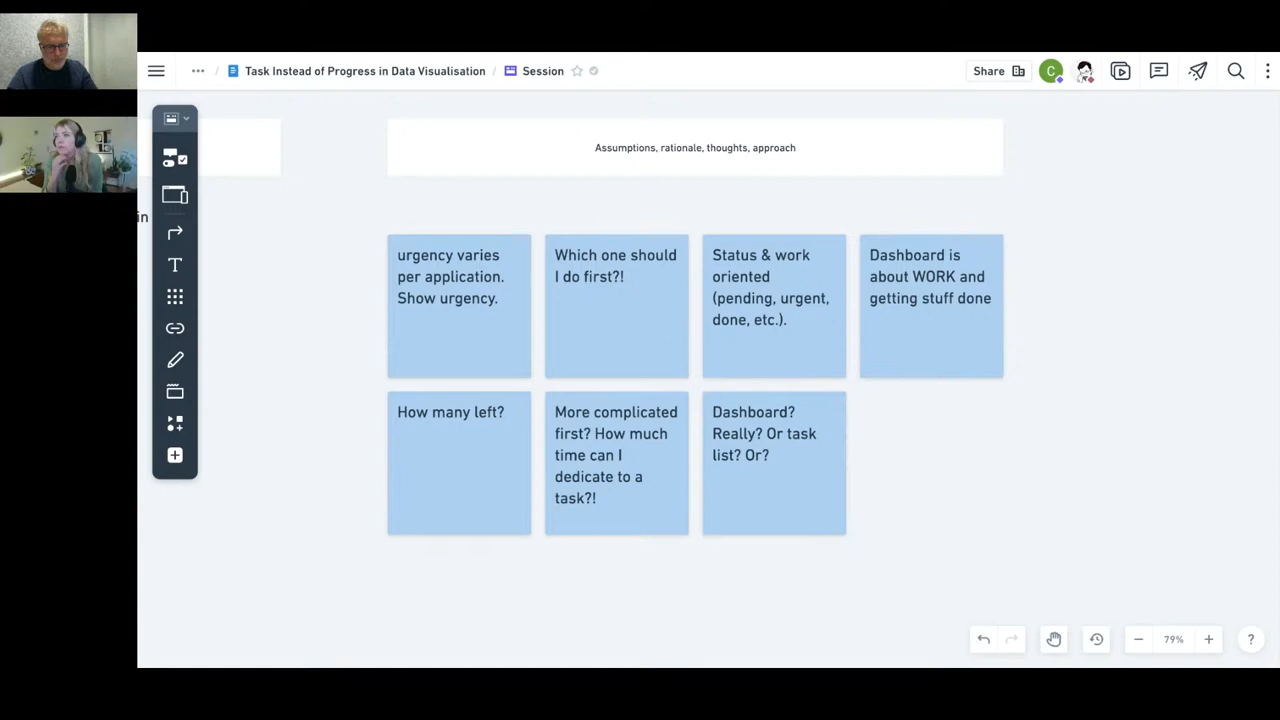 Task Instead of Progress in Data Visualisation / Session
Share
C
Assumptions, rationale, thoughts, approach
in
urgency varies
per application.
Show urgency.
Which one should
I do first?!
Status & work
oriented
(pending, urgent,
done, etc.).
Dashboard is
about WORK and
getting stuff done
How many left?
More complicated
first? How much
time can I
dedicate to a
task?!
Dashboard?
Really? Or task
list? Or?
79%
?